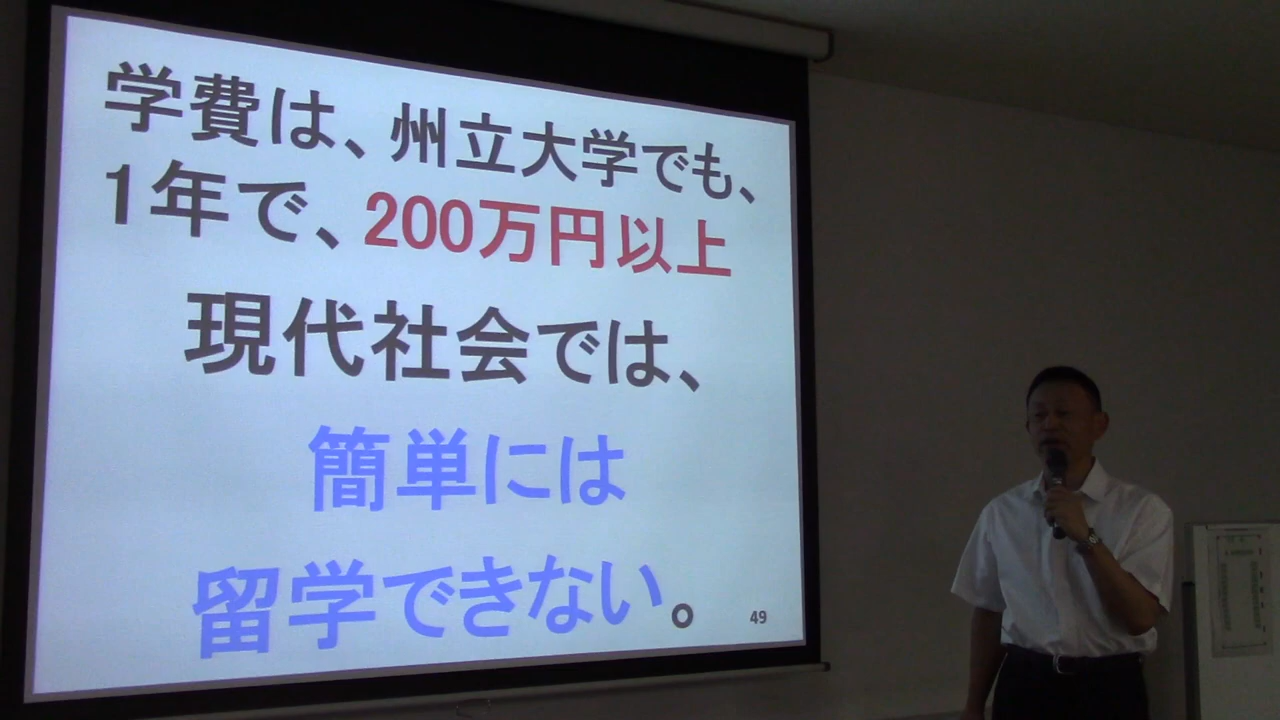 学費は、州立大学でも、
1年で、200万円以上
現代社会では、
簡単には
留学できない。
49